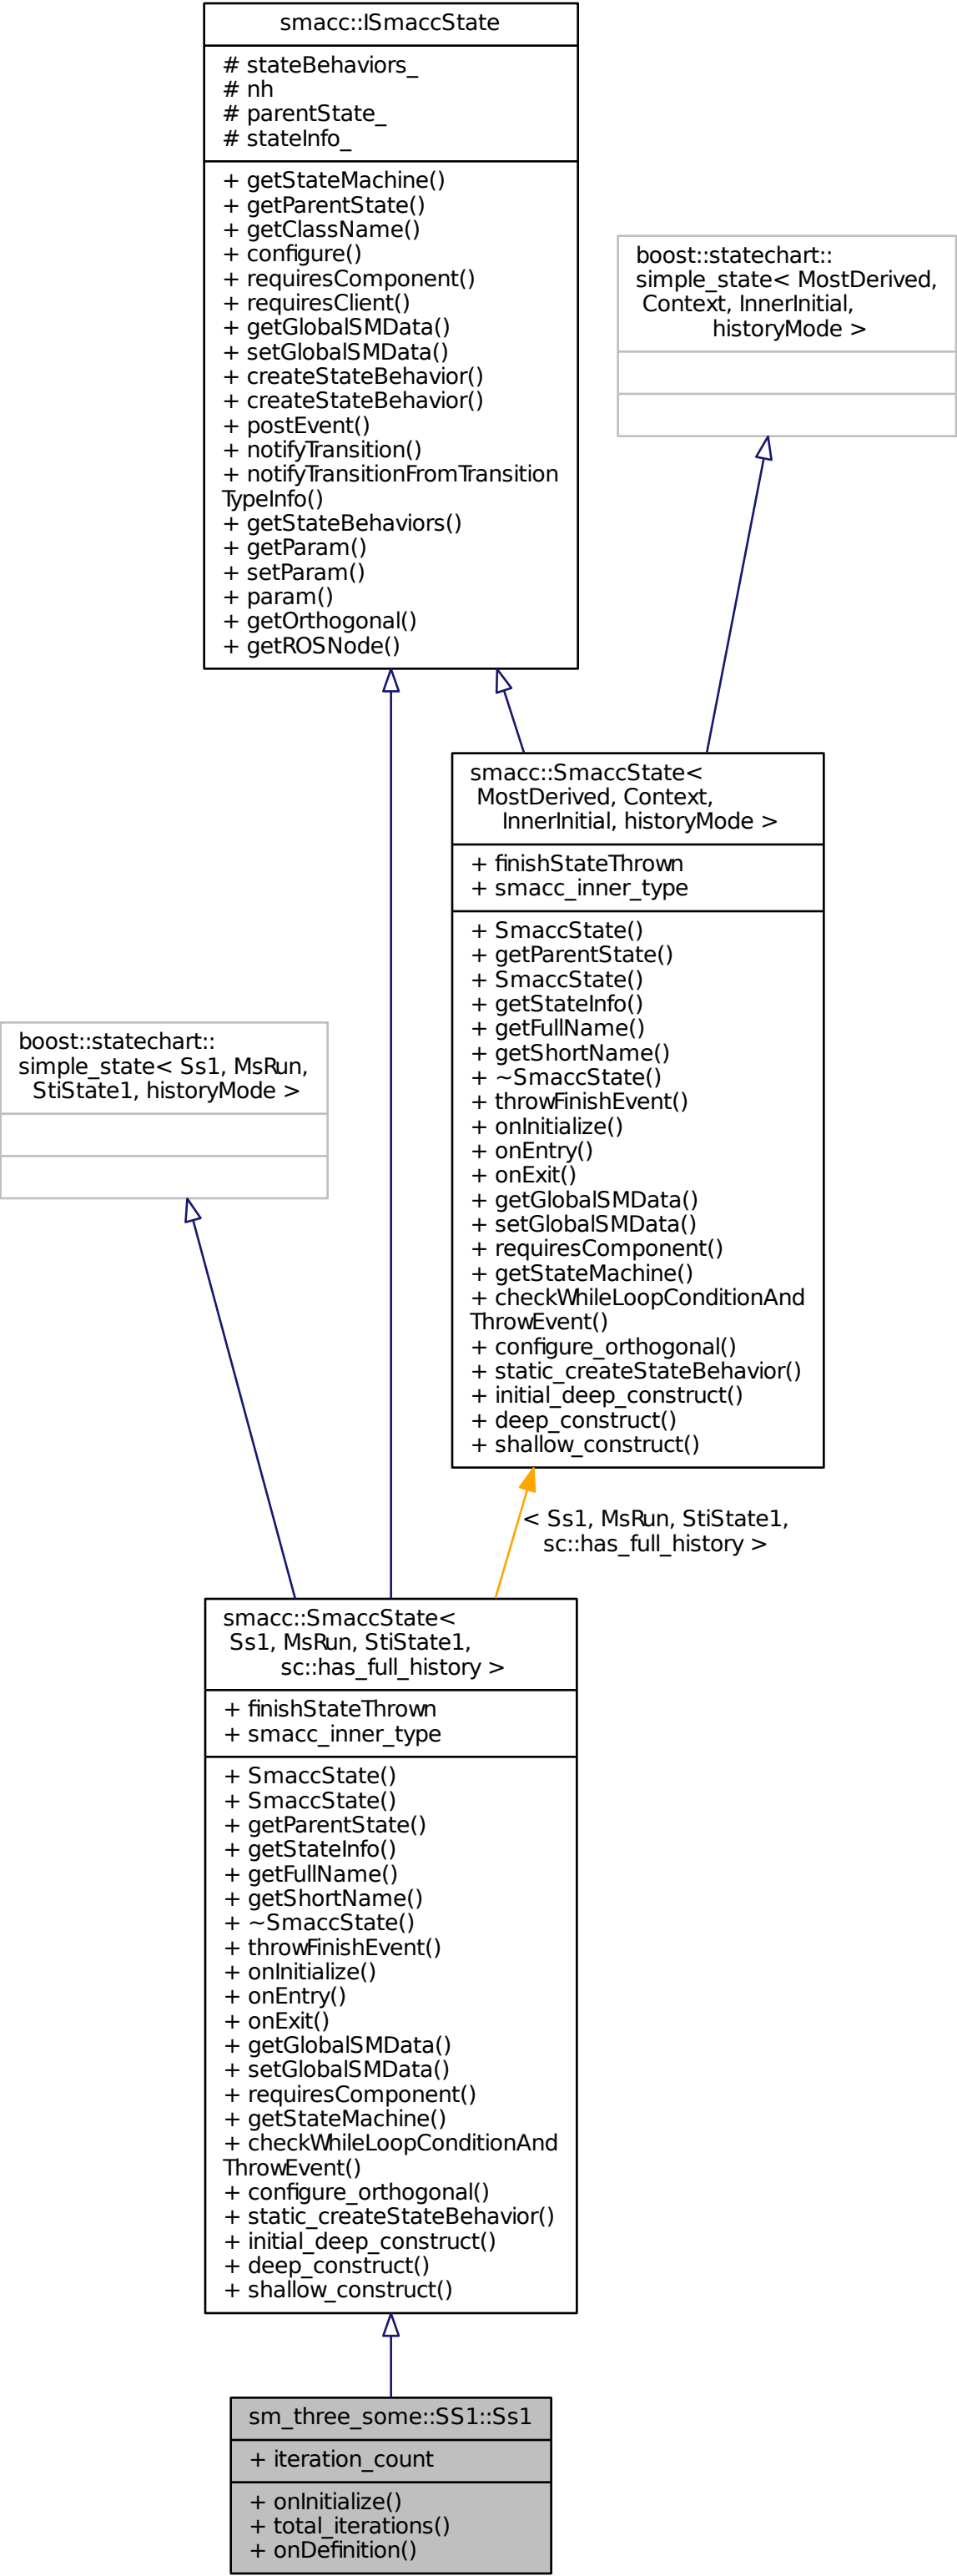 smacc::ISmaccState
# stateBehaviors_
# nh
# parentState_
# stateInfo_
+ getStateMachine()
+ getParentState()
+ getClassName()
+ configure()
+ requiresComponent()
+ requiresClient()
+ getGlobalSMData()
+ setGlobalSMData()
+ createStateBehavior()
+ createStateBehavior()
+ postEvent()
+ notifyTransition()
+ notifyTransitionFromTransition
TypeInfo()
+ getStateBehaviors()
+ getParam()
+ setParam()
+ param()
+ getOrthogonal()
+ getROSNode()
boost::statechart::
simple_state< MostDerived,
Context, InnerInitial,
historyMode >
smacc::SmaccState<
MostDerived, Context,
InnerInitial, historyMode >
+ finishStateThrown
+ smacc_inner_type
+ SmaccState()
+ getParentState()
+ SmaccState()
+ getStateInfo()
+ getFullName()
+ getShortName()
+ ~SmaccState()
+ throwFinishEvent()
+ onInitialize()
+ onEntry()
+ onExit()
+ getGlobalSMData()
+ setGlobalSMData()
+ requiresComponent()
+ getStateMachine()
+ checkWhileLoopConditionAnd
ThrowEvent()
+ configure_orthogonal()
+ static_createStateBehavior()
+ initial_deep_construct()
+ deep_construct()
+ shallow_construct()
boost::statechart::
simple_state< Ss1, MsRun,
StiState1, historyMode >
< Ss1, MsRun, StiState1,
sc::has_full_history >
smacc::SmaccState<
Ss1, MsRun, StiState1,
sc::has_full_history >
+ finishStateThrown
+ smacc_inner_type
+ SmaccState()
+ SmaccState()
+ getParentState()
+ getStateInfo()
+ getFullName()
+ getShortName()
+ ~SmaccState()
+ throwFinishEvent()
+ onInitialize()
+ onEntry()
+ onExit()
+ getGlobalSMData()
+ setGlobalSMData()
+ requiresComponent()
+ getStateMachine()
+ checkWhileLoopConditionAnd
ThrowEvent()
+ configure_orthogonal()
+ static_createStateBehavior()
+ initial_deep_construct()
+ deep_construct()
+ shallow_construct()
sm_three_some::SS1::Ss1
+ iteration_count
+ onInitialize()
+ total_iterations()
+ onDefinition()